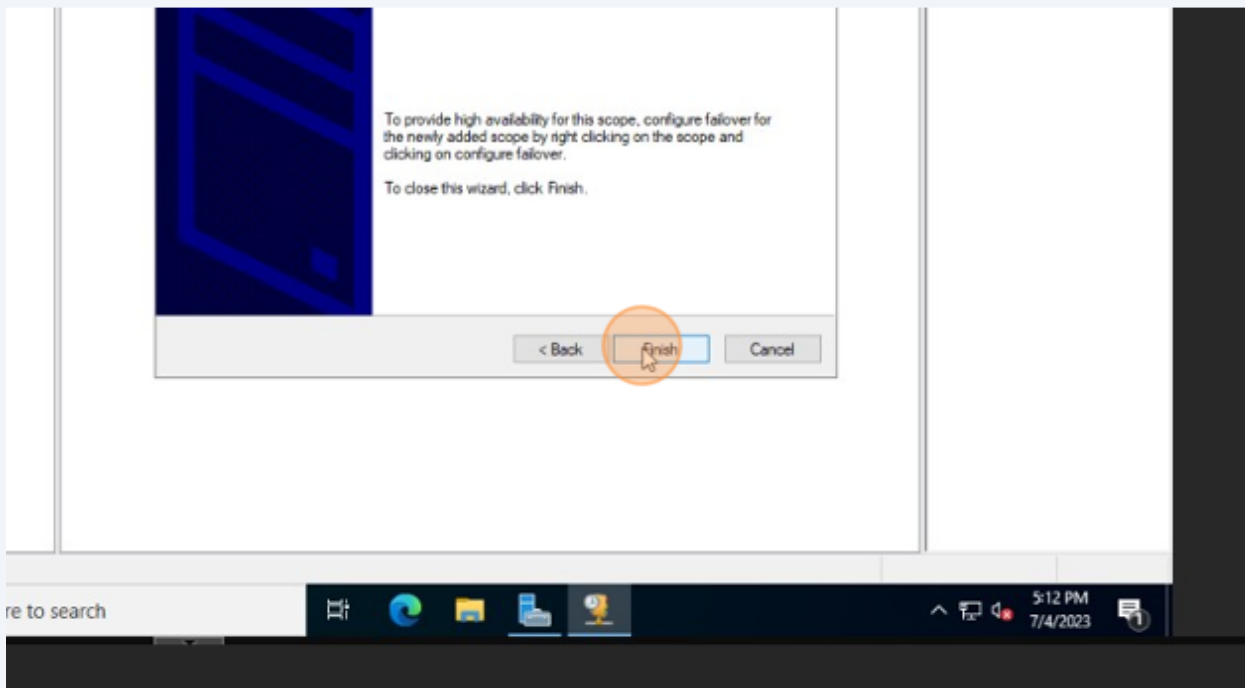 To provide high availability for this scope, configure failover for
the newly added scope by right clicking on the scope and
clicking on configure failover.
To close this wizard, click Finish.
< Back Finish Cancel
re to search
5:12 PM
7/4/2023
1